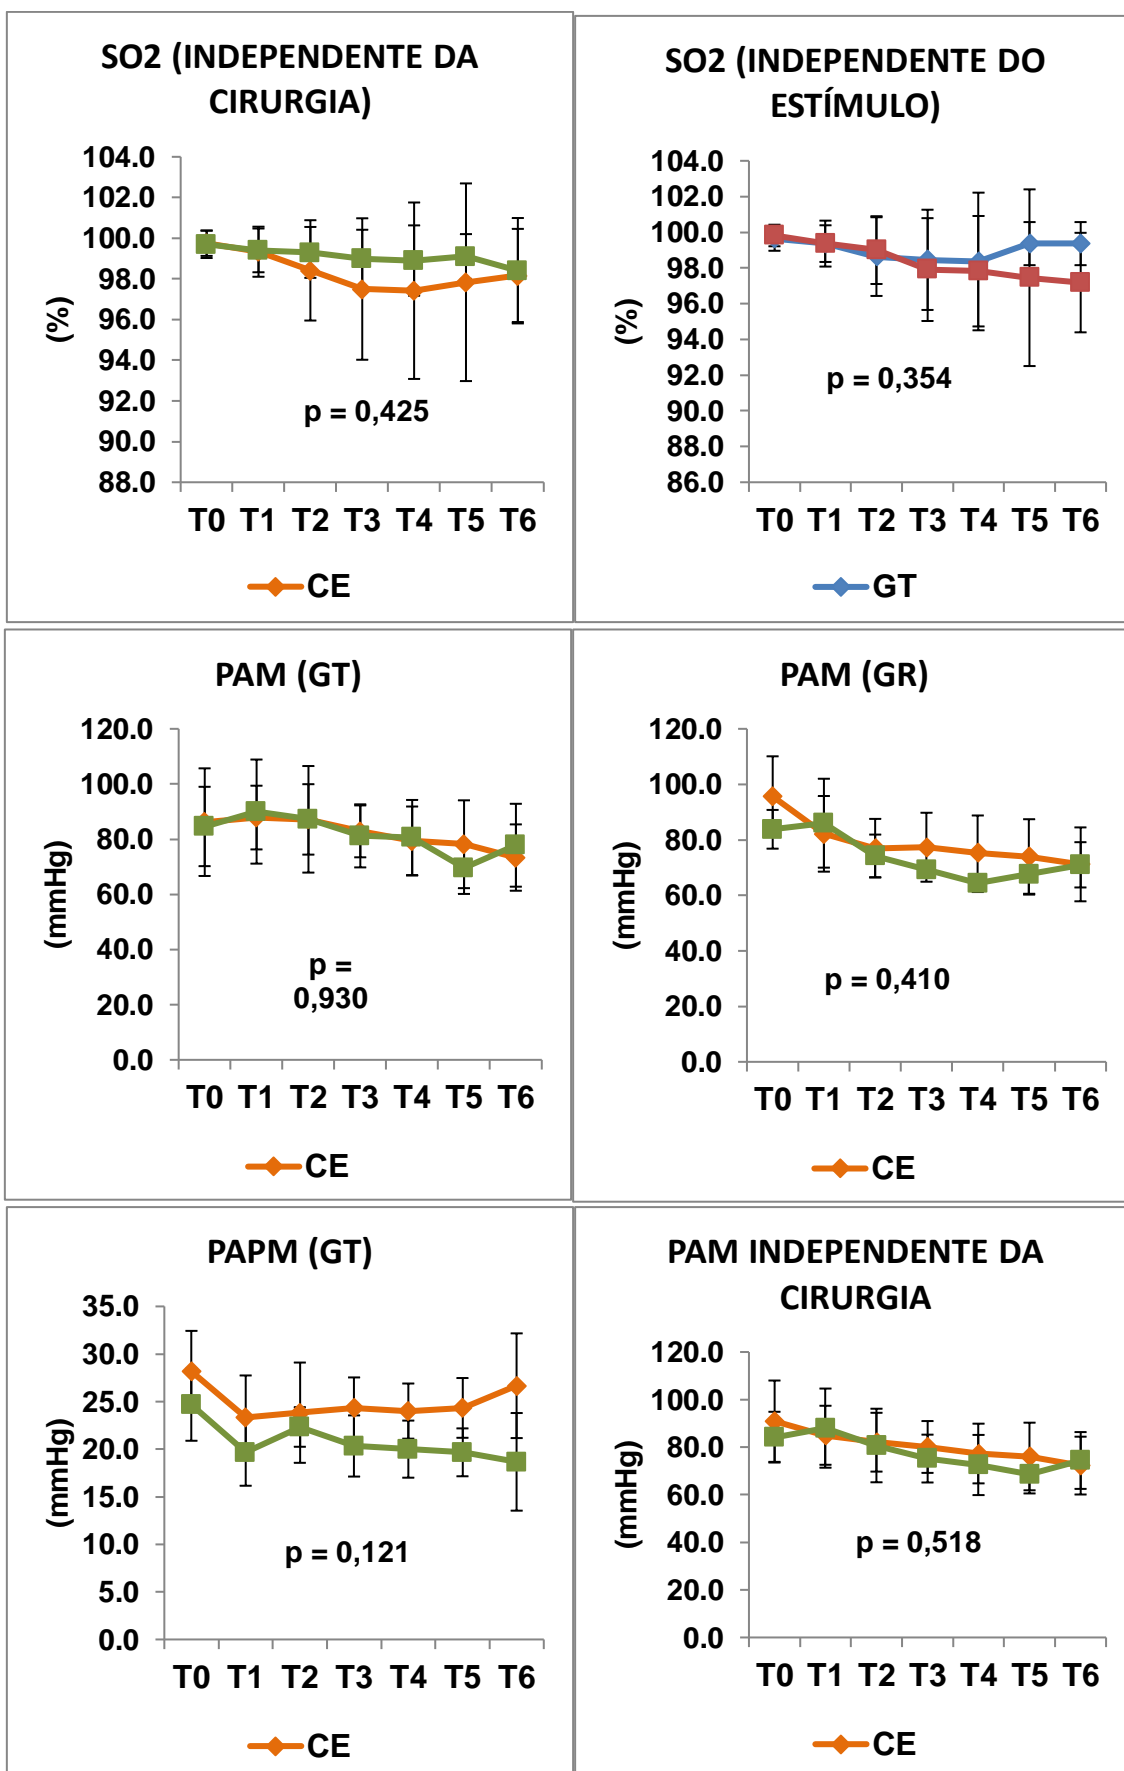 SO2 (INDEPENDENTE DA
CIRURGIA)
104.0
102.0
100.0
98.0
96.0
94.0
92.0
90.0
88.0
(%)
p = 0,425
T0 T1 T2 T3 T4 T5 T6
CE
SO2 (INDEPENDENTE DO
ESTÍMULO)
104.0
102.0
100.0
98.0
96.0
94.0
92.0
90.0
88.0
86.0
(%)
p = 0,354
T0 T1 T2 T3 T4 T5 T6
GT
PAM (GT)
120.0
100.0
80.0
60.0
40.0
20.0
0.0
(mmHg)
p =
0,930
T0 T1 T2 T3 T4 T5 T6
CE
PAM (GR)
120.0
100.0
80.0
60.0
40.0
20.0
0.0
(mmHg)
p = 0,410
T0 T1 T2 T3 T4 T5 T6
CE
PAPM (GT)
35.0
30.0
25.0
20.0
15.0
10.0
5.0
0.0
(mmHg)
p = 0,121
T0 T1 T2 T3 T4 T5 T6
CE
PAM INDEPENDENTE DA
CIRURGIA
120.0
100.0
80.0
60.0
40.0
20.0
0.0
(mmHg)
p = 0,518
T0 T1 T2 T3 T4 T5 T6
CE